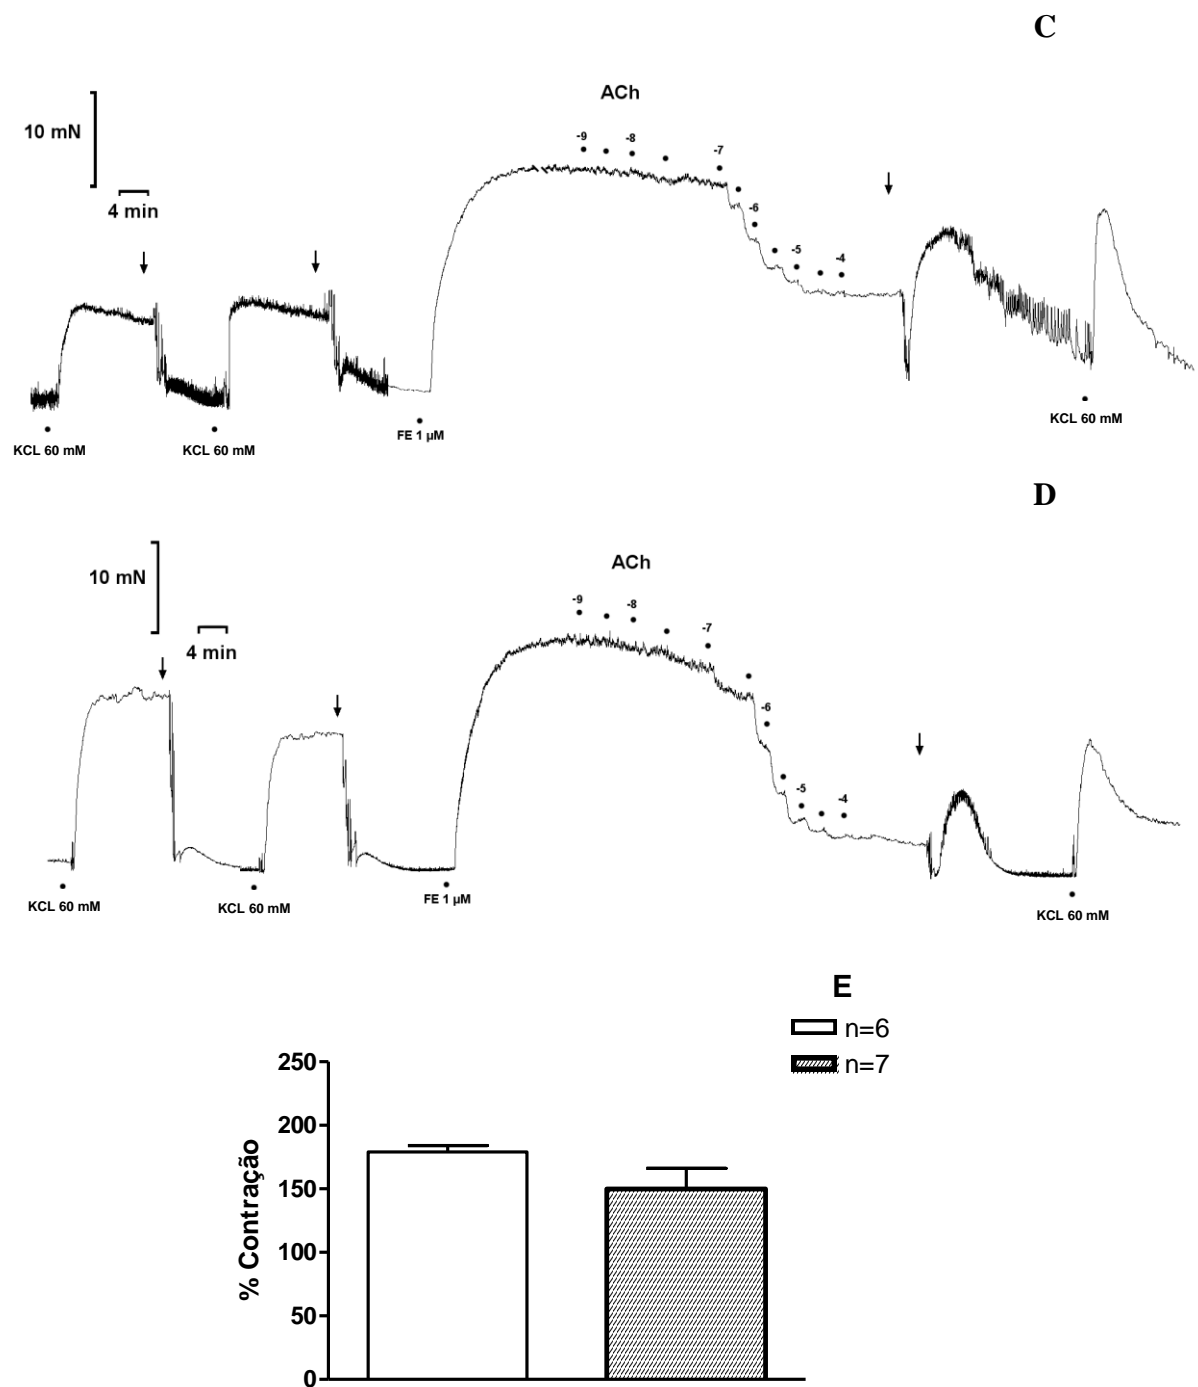 C
ACh
10 mN
-9
-8
-7
4 min
-6
-5
-4
KCL 60 mM
KCL 60 mM
FE 1 µM
KCL 60 mM
D
10 mN
ACh
-9
-8
-7
4 min
-6
-5
-4
KCL 60 mM
KCL 60 mM
FE 1 µM
KCL 60 mM
E
n=6
n=7
% Contração
250
200
150
100
50
0